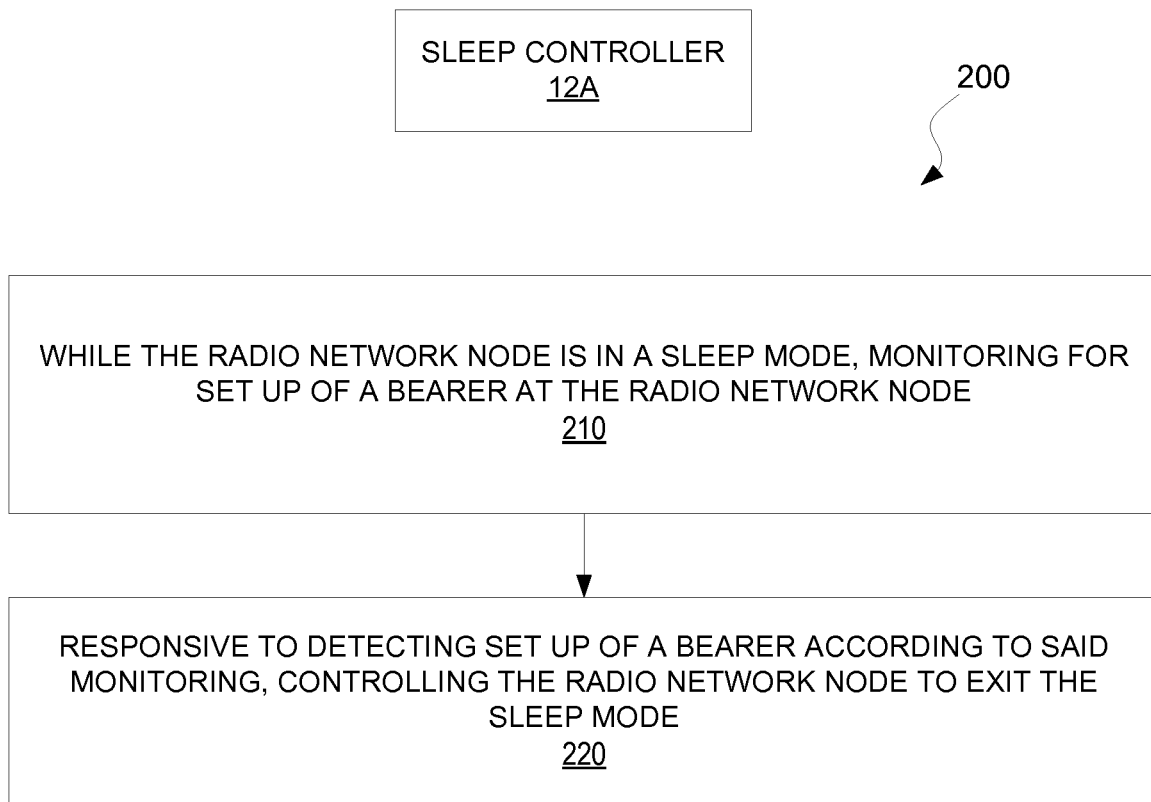 SLEEP CONTROLLER
12A
200
WHILE THE RADIO NETWORK NODE IS IN A SLEEP MODE, MONITORING FOR
SET UP OF A BEARER AT THE RADIO NETWORK NODE
210
RESPONSIVE TO DETECTING SET UP OF A BEARER ACCORDING TO SAID
MONITORING, CONTROLLING THE RADIO NETWORK NODE TO EXIT THE
SLEEP MODE
220